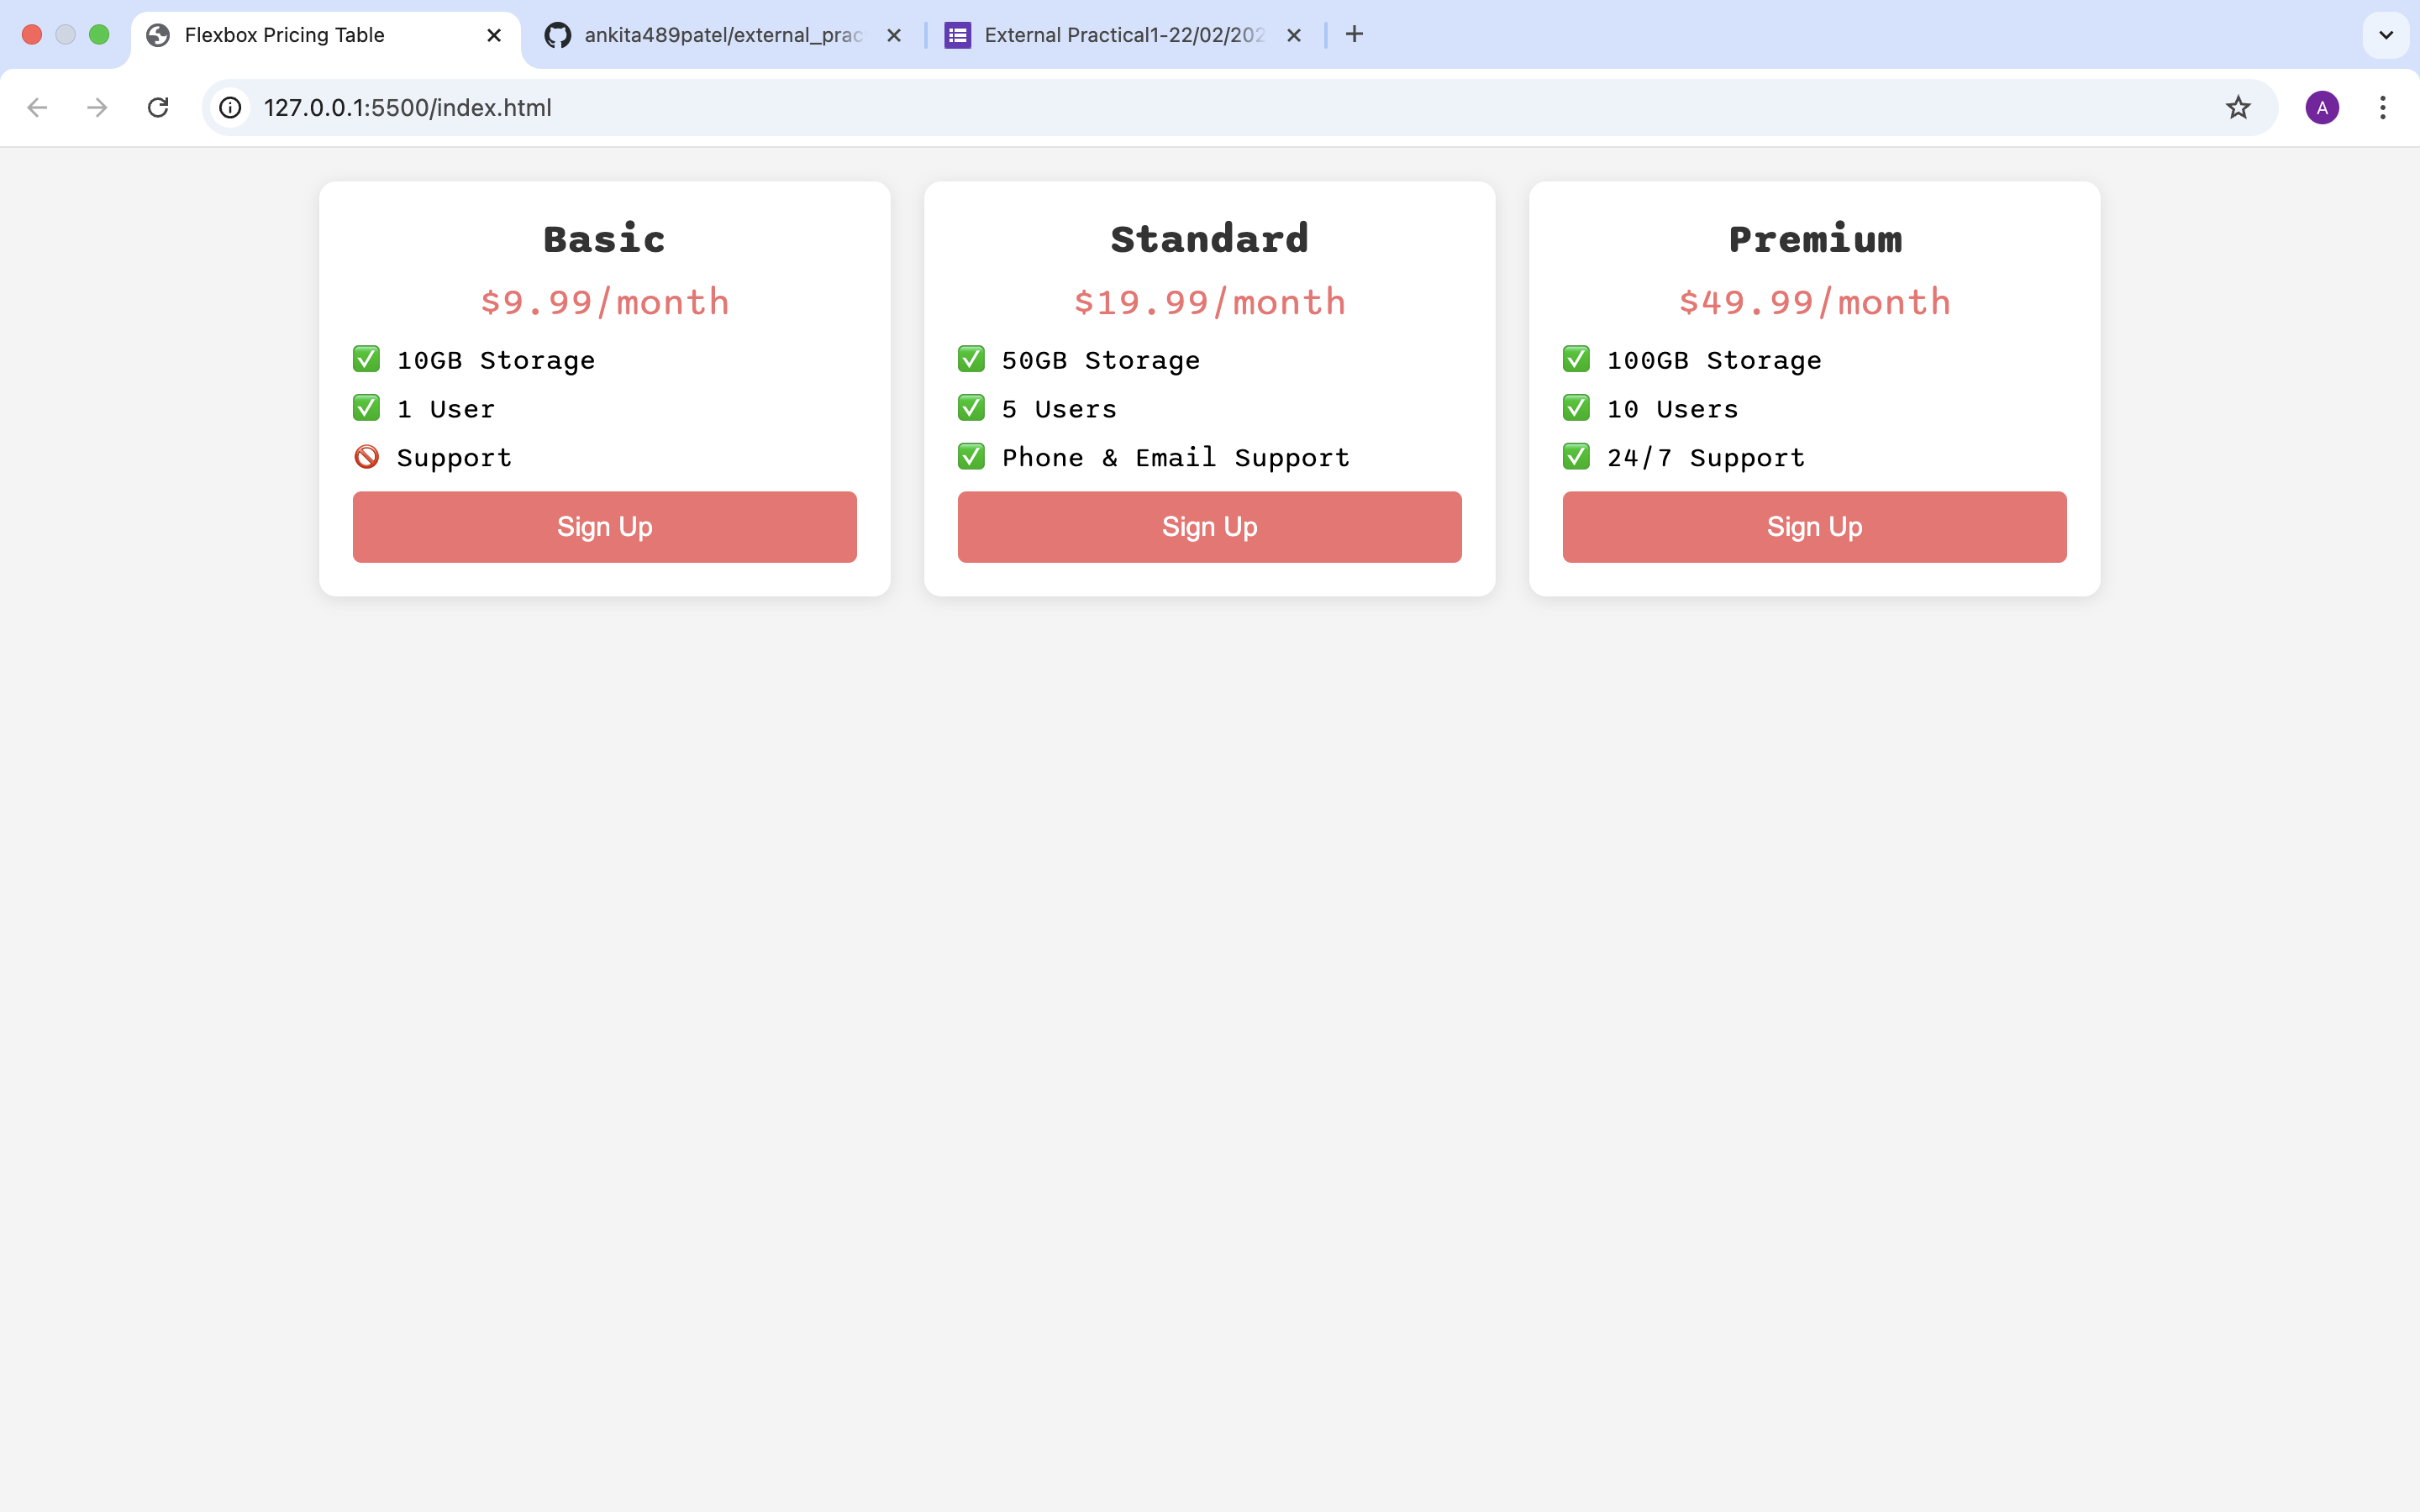 Flexbox Pricing Table
ankita489patel/external_prac
External Practical1-22/02/202
127.0.0.1:5500/index.html
A
Basic
$9.99/month
✅ 10GB Storage
✅ 1 User
🚫 Support
Sign Up
Standard
$19.99/month
✅ 50GB Storage
✅ 5 Users
✅ Phone & Email Support
Sign Up
Premium
$49.99/month
✅ 100GB Storage
✅ 10 Users
✅ 24/7 Support
Sign Up